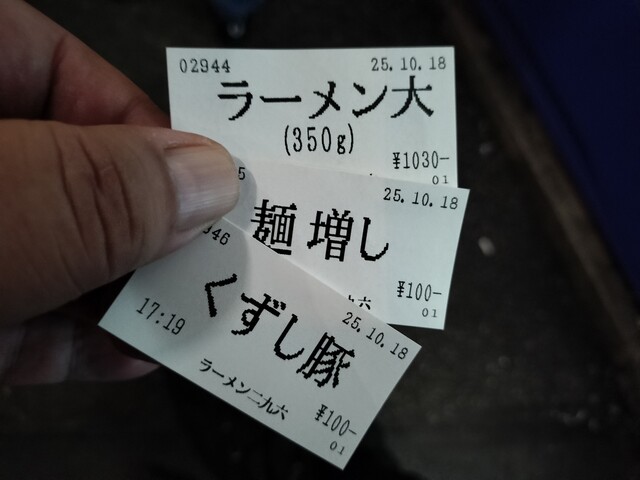 02944 25.10.18
ラーメン大
(350g)
¥1030-
01
5 25.10.18
麺増し
¥100-
01
946 25.10.18
くずし豚
17:19
ラーメン二九六 ¥100-
01